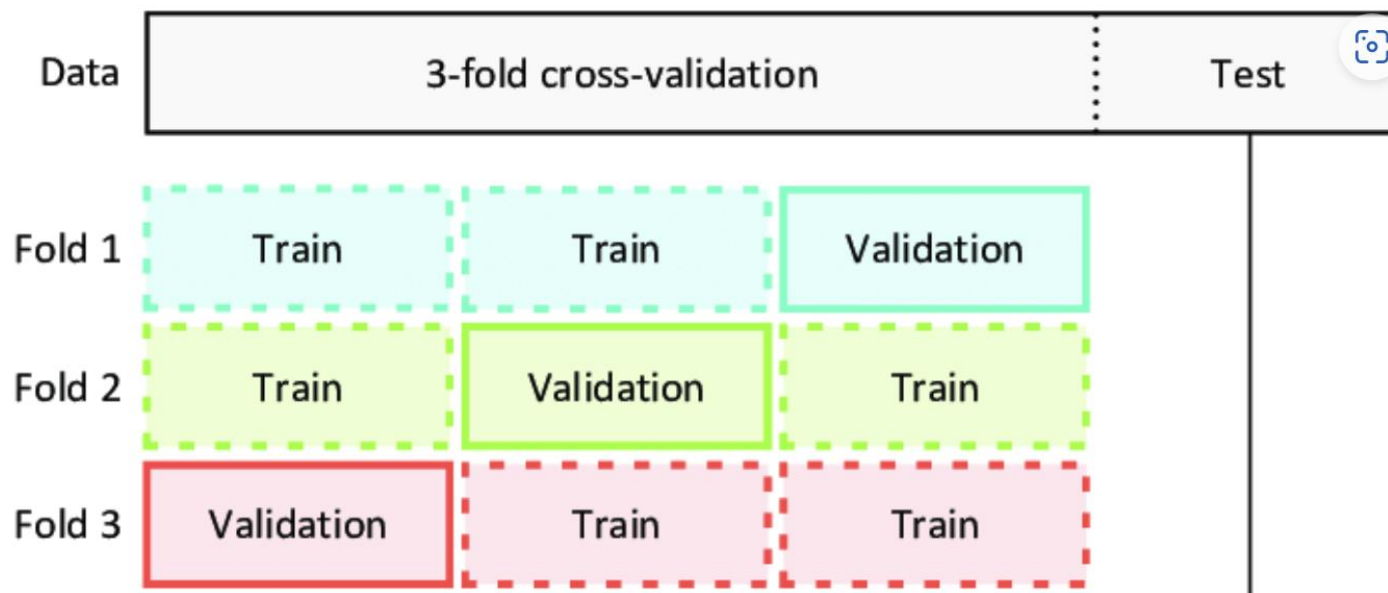 Data 3-fold cross-validation Test
Fold 1 Train Train Validation
Fold 2 Train Validation Train
Fold 3 Validation Train Train